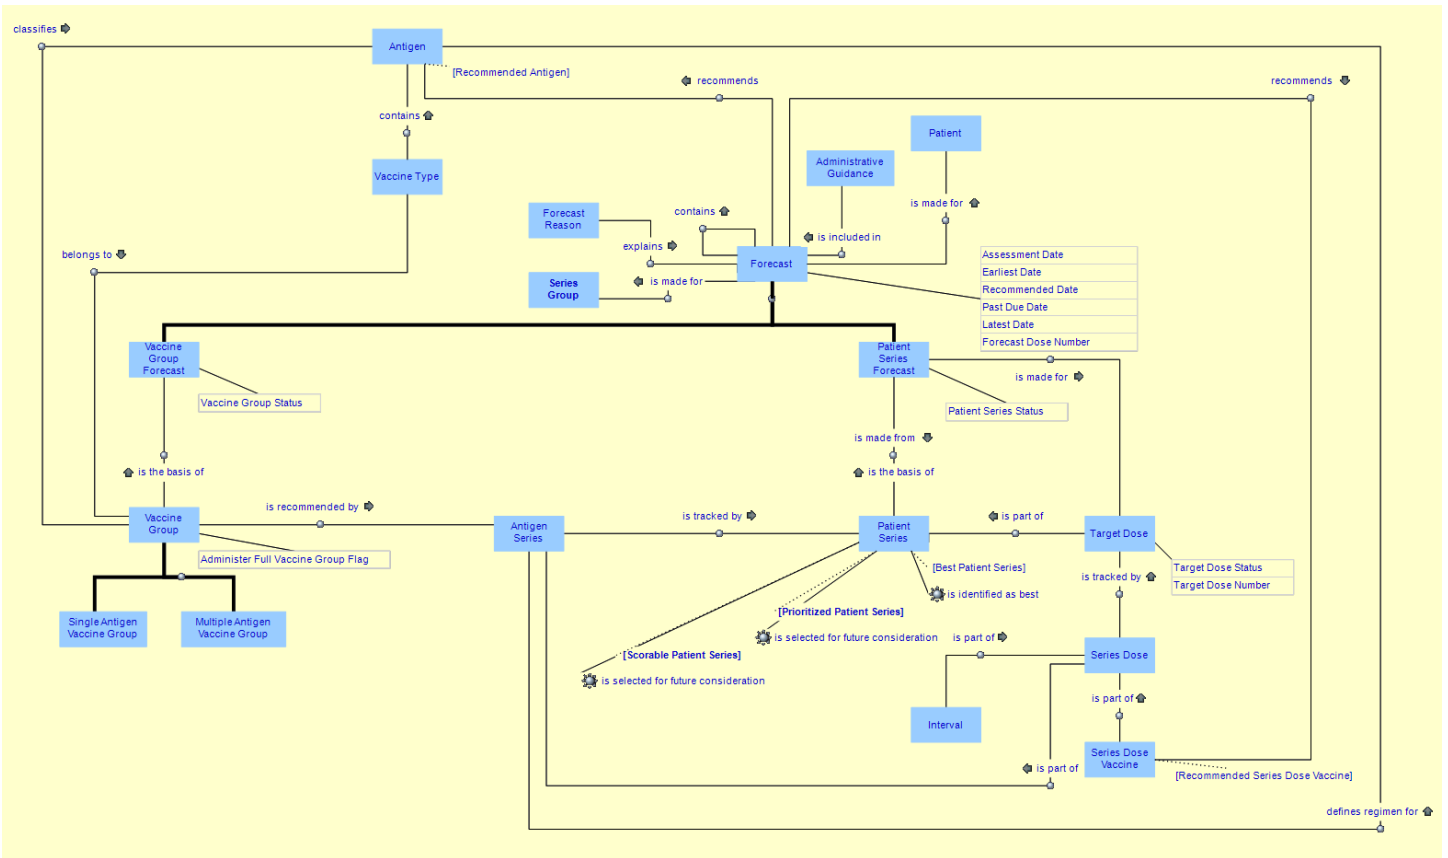 classifies
Antigen
[Recommended Antigen]
recommends
recommends
contains
Patient
Administrative
Guidance
Vaccine Type
is made for
Forecast
Reason
contains
is included in
explains
belongs to
Forecast
Assessment Date
Earliest Date
Recommended Date
Past Due Date
Latest Date
Forecast Dose Number
Series
Group
is made for
Vaccine
Group
Forecast
Patient
Series
Forecast
is made for
Vaccine Group Status
Patient Series Status
is made from
is the basis of
is the basis of
is recommended by
Vaccine
Group
Antigen
Series
is tracked by
Patient
Series
is part of
Target Dose
Administer Full Vaccine Group Flag
[Best Patient Series]
Target Dose Status
Target Dose Number
is tracked by
is identified as best
[Prioritized Patient Series]
Single Antigen
Vaccine Group
Multiple Antigen
Vaccine Group
is selected for future consideration
is part of
[Scorable Patient Series]
Series Dose
is selected for future consideration
is part of
Interval
Series Dose
Vaccine
is part of
[Recommended Series Dose Vaccine]
defines regimen for